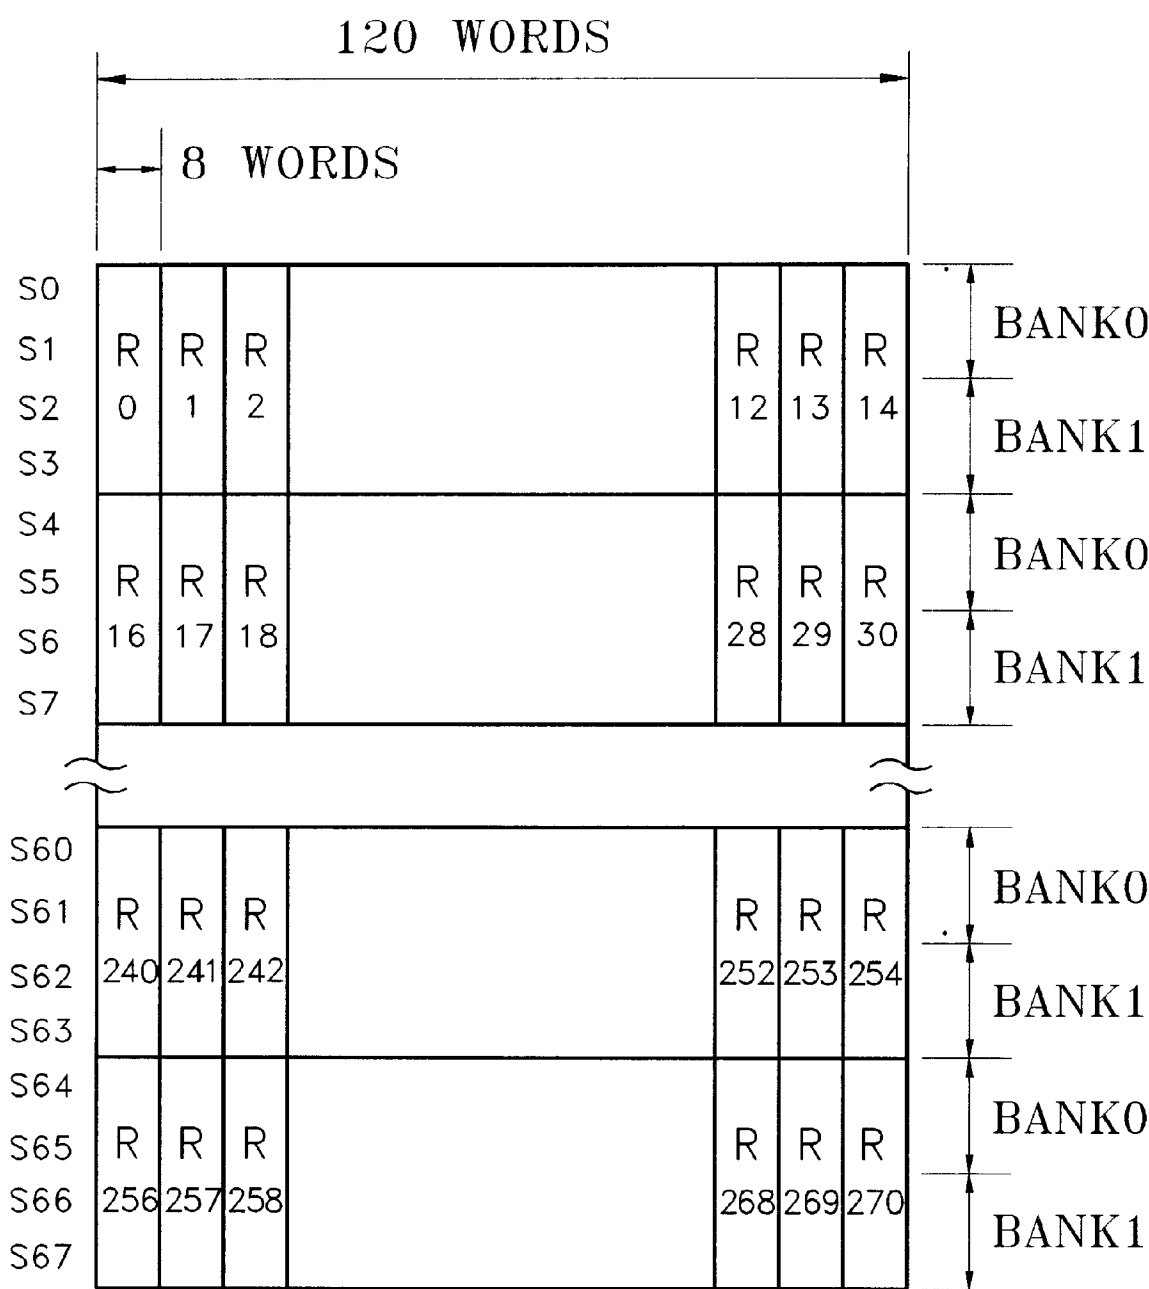 120 WORDS
8 WORDS
S0
BANK0
S1 R R R R R R
S2 0 1 2 12 13 14
BANK1
S3
S4
BANK0
S5 R R R R R R
S6 16 17 18 28 29 30
BANK1
S7
S60
BANK0
S61 R R R R R R
S62 240 241 242 252 253 254
BANK1
S63
S64
BANK0
S65 R R R R R R
S66 256 257 258 268 269 270
BANK1
S67